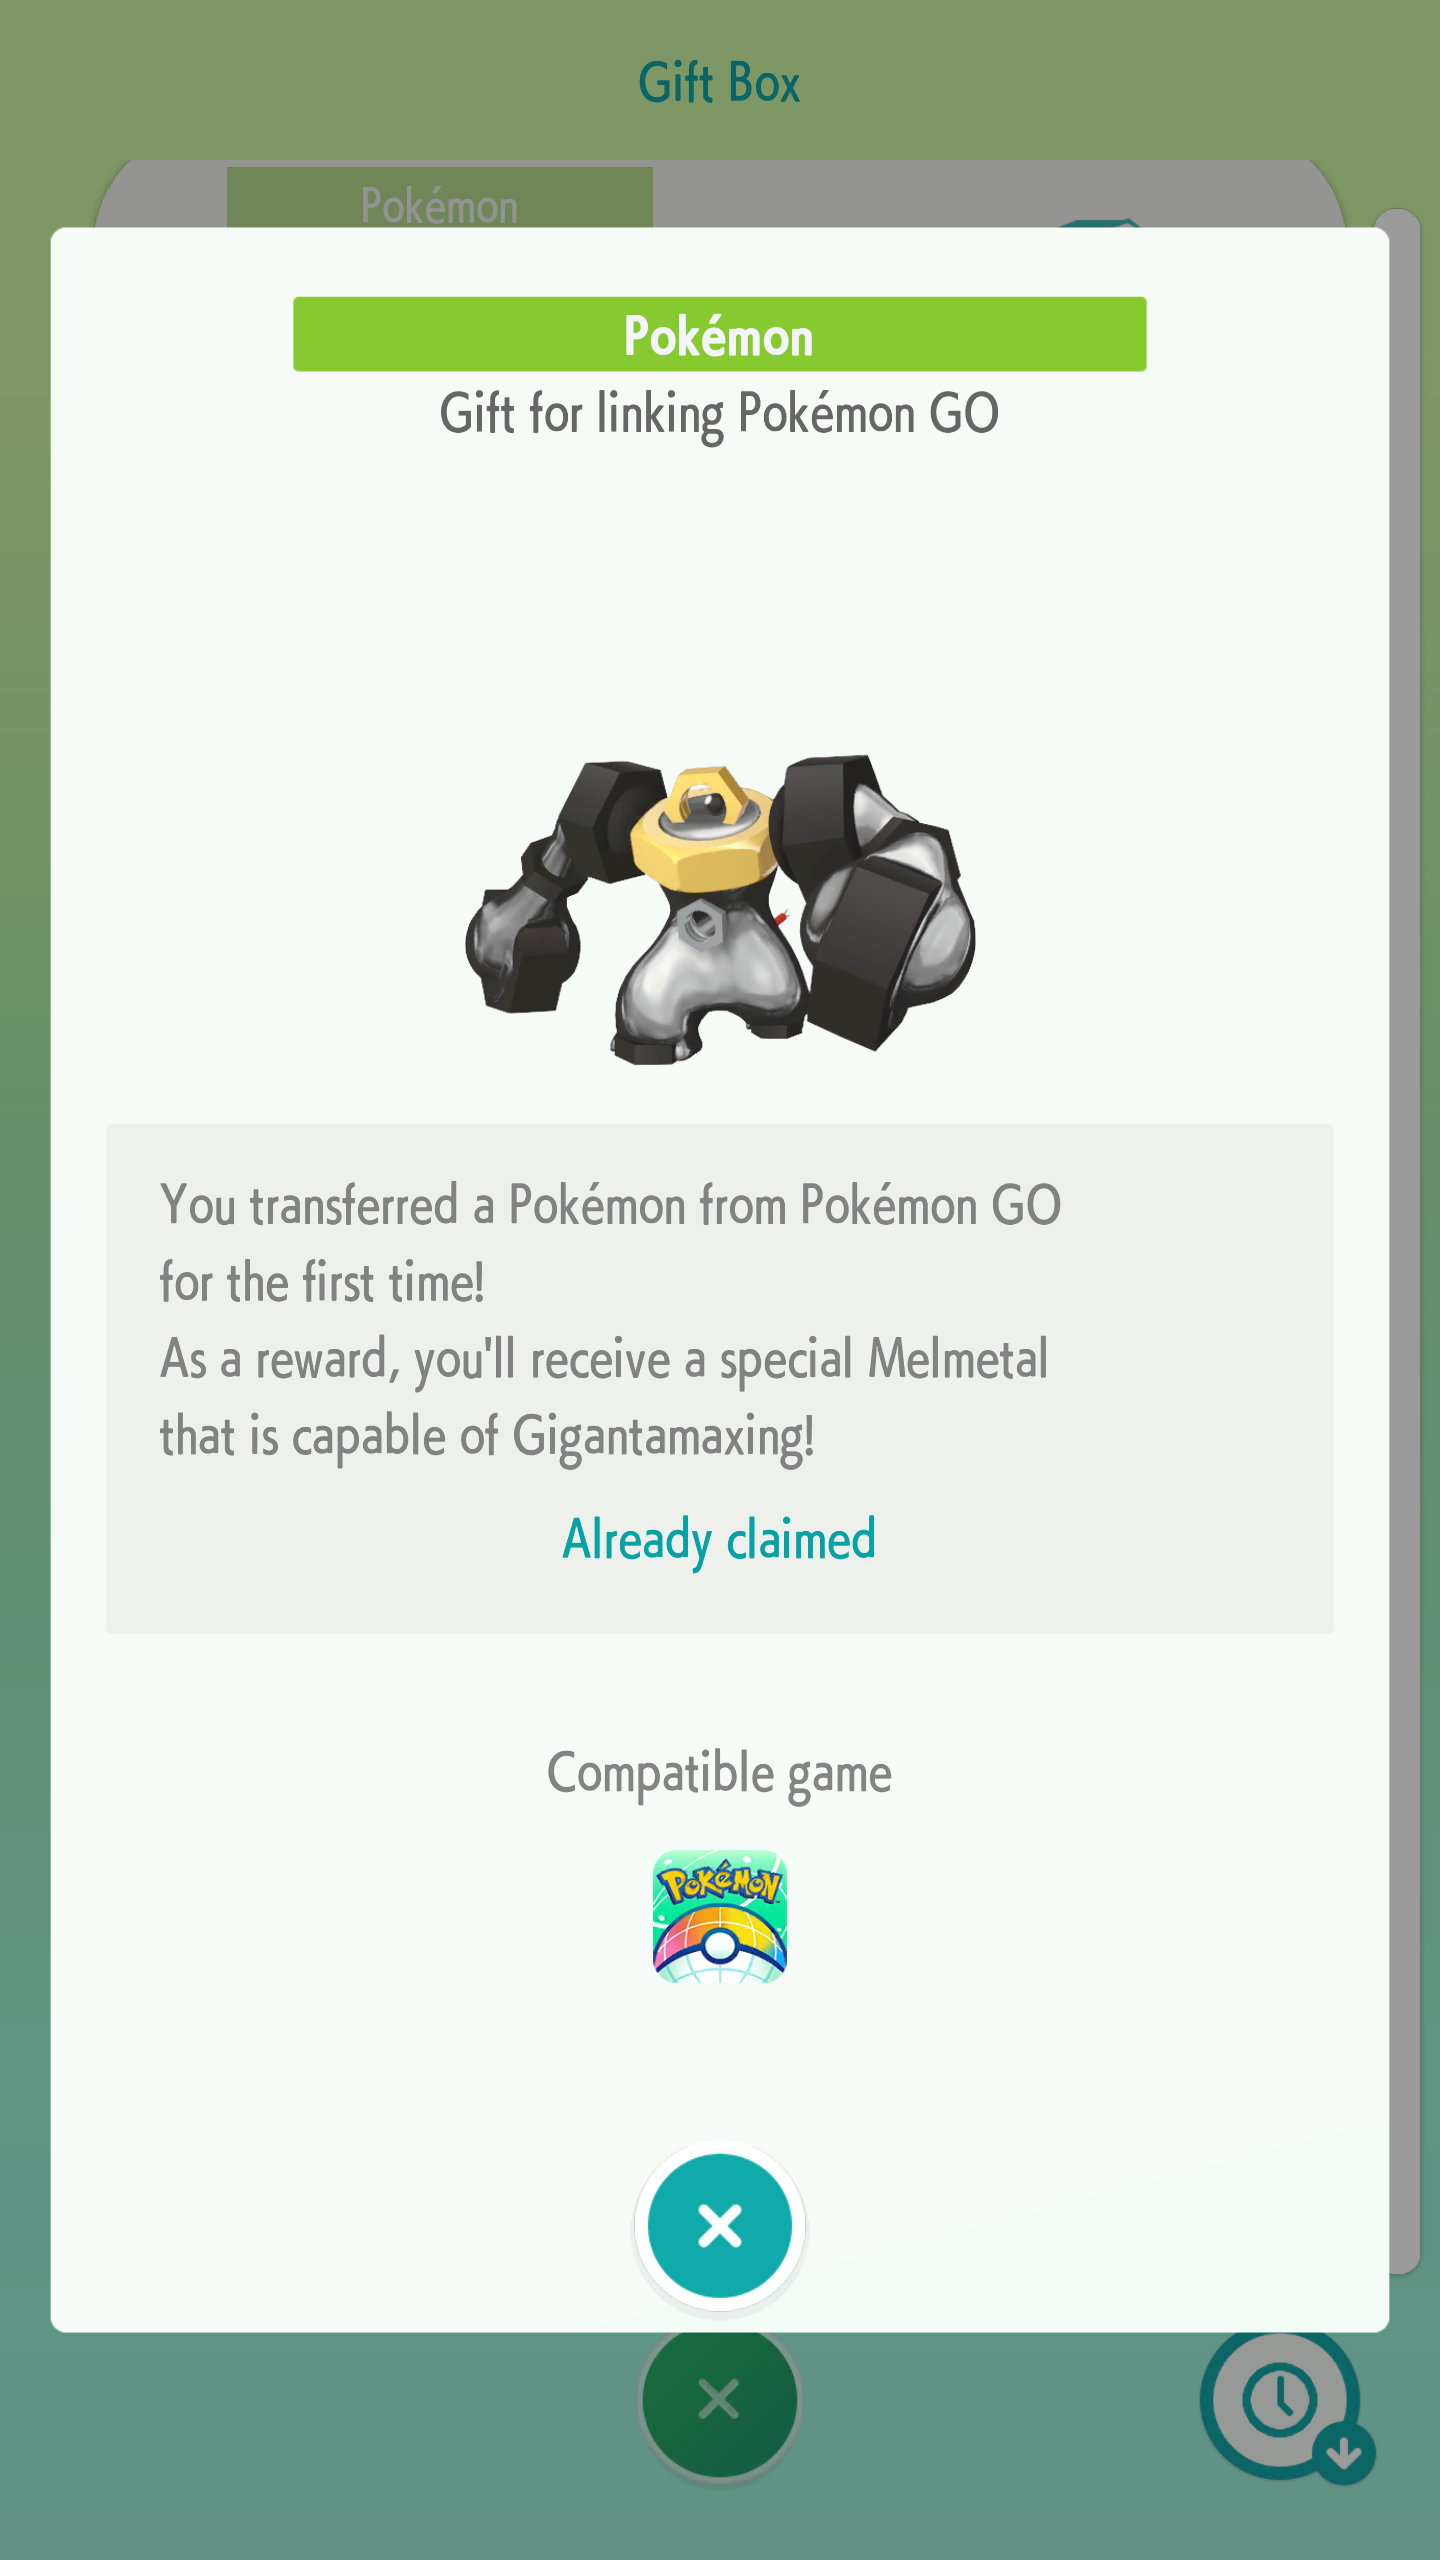 Gift Box
Pokémon
Pokémon
Gift for linking Pokémon GO
You transferred a Pokémon from Pokémon GO
for the first time!
As a reward, you'll receive a special Melmetal
that is capable of Gigantamaxing!
Already claimed
Compatible game
POKéMON